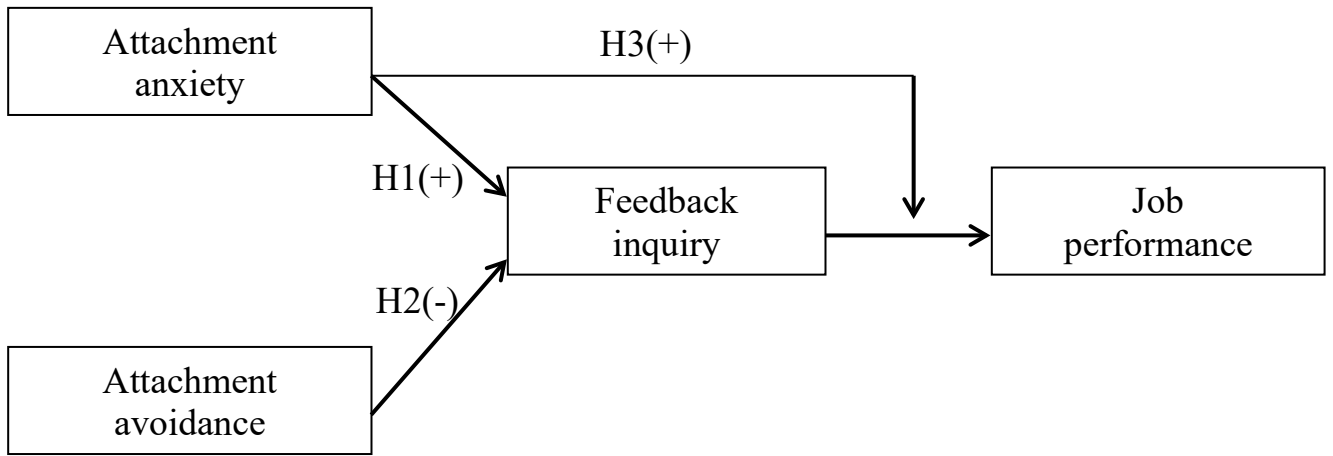 Attachment
anxiety
H3(+)
H1(+)
Feedback
inquiry
Job
performance
H2(-)
Attachment
avoidance